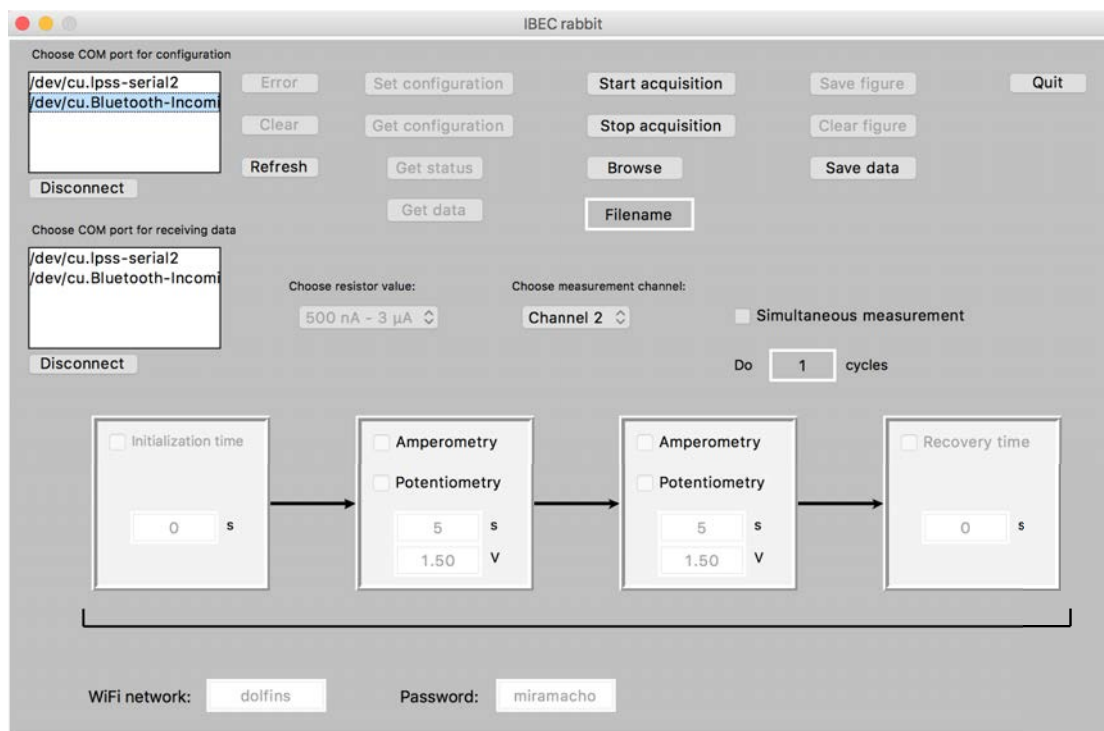 IBEC rabbit
Choose COM port for configuration
/dev/cu.lpss-serial2
/dev/cu.Bluetooth-Incomi
Disconnect
Error
Clear
Refresh
Set configuration
Get configuration
Get status
Get data
Start acquisition
Stop acquisition
Browse
Filename
Save figure
Clear figure
Save data
Quit
Choose COM port for receiving data
/dev/cu.lpss-serial2
/dev/cu.Bluetooth-Incomi
Disconnect
Choose resistor value:
500 nA - 3 μA
Choose measurement channel:
Channel 2
Simultaneous measurement
Do 1 cycles
Initialization time
0 s
Amperometry
Potentiometry
5 s
1.50 V
Amperometry
Potentiometry
5 s
1.50 V
Recovery time
0 s
WiFi network: dolfins Password: miramacho